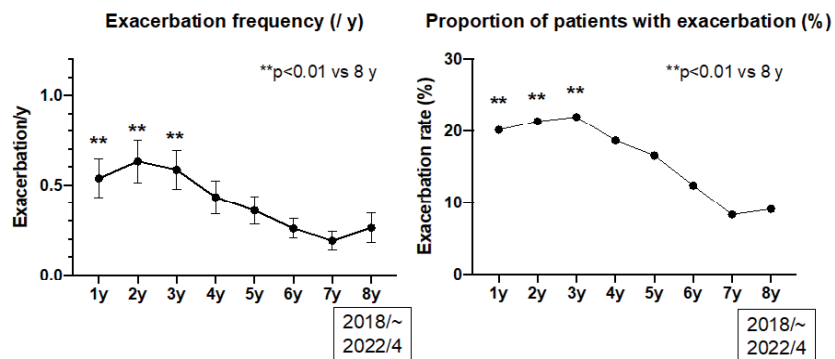 Exacerbation frequency (/ y)
**p<0.01 vs 8 y
Exacerbation/y
1.0
0.5
0.0
**
**
**
1y 2y 3y 4y 5y 6y 7y 8y
2018/~
2022/4
Proportion of patients with exacerbation (%)
**p<0.01 vs 8 y
Exacerbation rate (%)
30
20
10
0
**
**
**
1y 2y 3y 4y 5y 6y 7y 8y
2018/~
2022/4